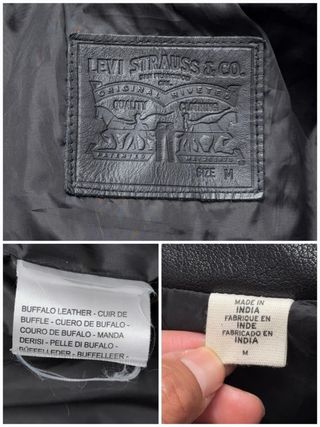 LEVI STRAUSS & CO.
ORIGINAL RIVETED
QUALITY CLOTHING
SIZE M
BUFFALO LEATHER - CUIR DE
BUFFLE - CUERO DE BUFALO -
COURO DE BUFALO - MANDA
DERISI - PELLE DI BUFALO -
BÜFFELLEDER - BUFFELLEER -
MADE IN
INDIA
FABRIQUE EN
INDE
FABRICADO EN
INDIA
M